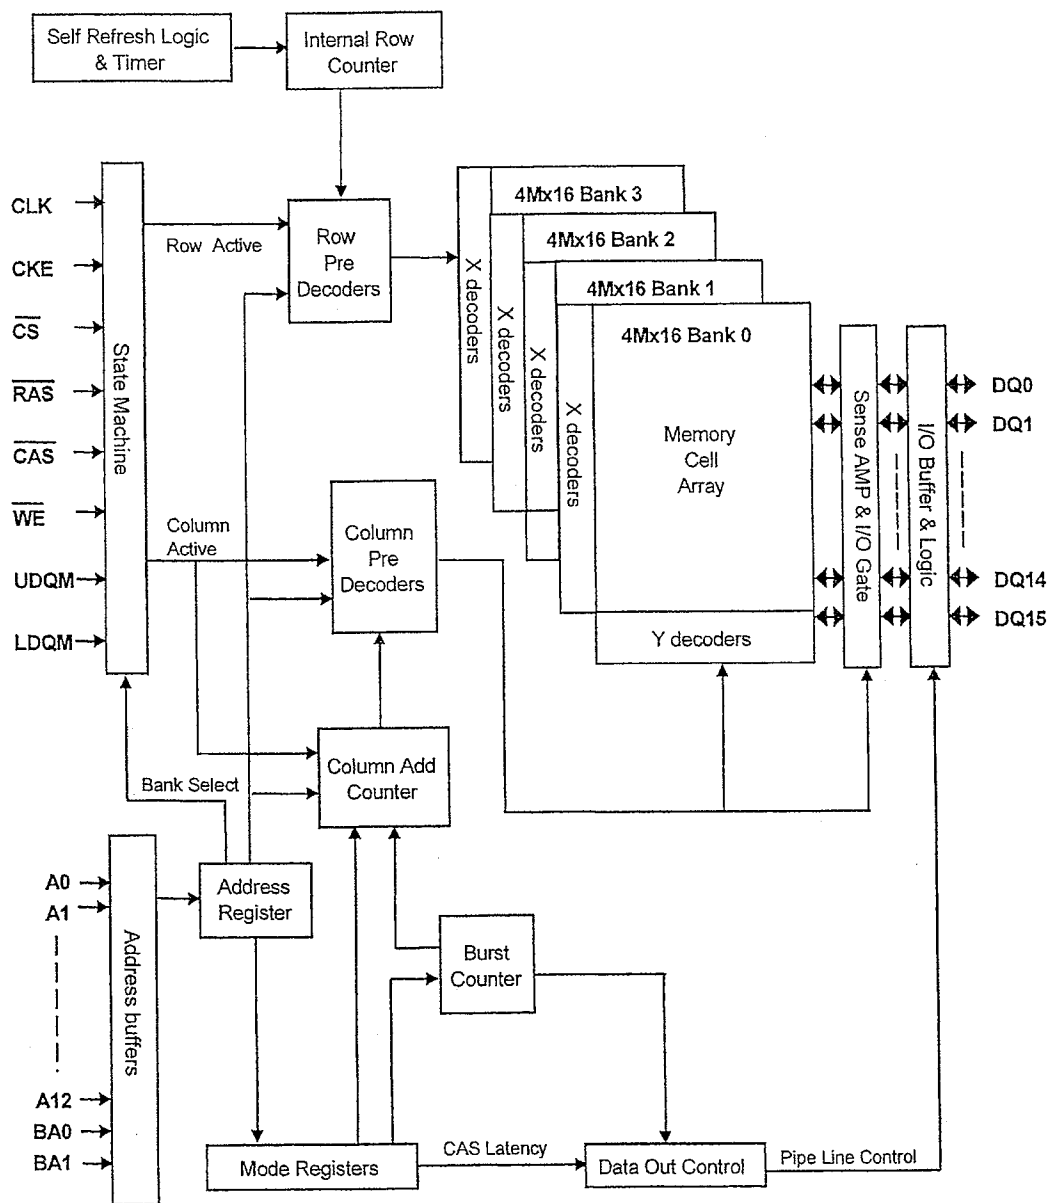 Self Refresh Logic
& Timer
Internal Row
Counter
CLK
CKE
CS
RAS
CAS
WE
UDQM
LDQM
State Machine
Row Active
Row
Pre
Decoders
Column
Active
Column
Pre
Decoders
4Mx16 Bank 3
4Mx16 Bank 2
4Mx16 Bank 1
4Mx16 Bank 0
X decoders
X decoders
X decoders
X decoders
Memory
Cell
Array
Y decoders
Sense AMP & I/O Gate
I/O Buffer & Logic
DQ0
DQ1
DQ14
DQ15
Bank Select
Column Add
Counter
A0
A1
A12
BA0
BA1
Address buffers
Address
Register
Burst
Counter
Mode Registers
CAS Latency
Data Out Control
Pipe Line Control